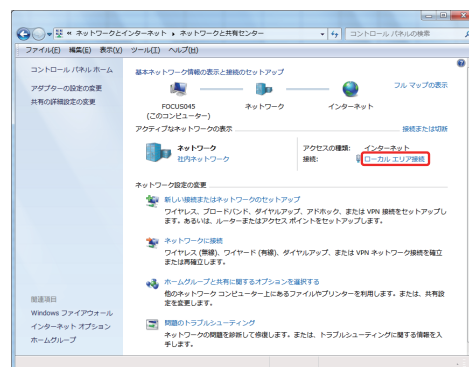 « ネットワークとインターネット ▸ ネットワークと共有センター
コントロール パネルの検索
ファイル(F) 編集(E) 表示(V) ツール(T) ヘルプ(H)
コントロール パネル ホーム
アダプターの設定の変更
共有の詳細設定の変更
基本ネットワーク情報の表示と接続のセットアップ
フル マップの表示
FOCUS045
(このコンピューター)
ネットワーク
インターネット
アクティブなネットワークの表示
接続または切断
ネットワーク
社内ネットワーク
アクセスの種類: インターネット
接続: ローカル エリア接続
ネットワーク設定の変更
新しい接続またはネットワークのセットアップ
ワイヤレス、ブロードバンド、ダイヤルアップ、アドホック、または VPN 接続をセットアップし
ます。あるいは、ルーターまたはアクセス ポイントをセットアップします。
ネットワークに接続
ワイヤレス (無線)、ワイヤード (有線)、ダイヤルアップ、または VPN ネットワーク接続を確立
または再確立します。
ホームグループと共有に関するオプションを選択する
他のネットワーク コンピューター上にあるファイルやプリンターを利用します。または、共有設
定を変更します。
問題のトラブルシューティング
ネットワークの問題を診断して修復します。または、トラブルシューティングに関する情報を入
手します。
関連項目
Windows ファイアウォール
インターネット オプション
ホームグループ